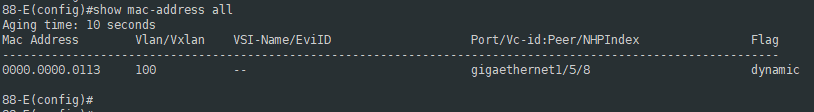 88-E(config)#show mac-address all
Aging time: 10 seconds
Mac Address Vlan/Vxlan VSI-Name/EviID Port/Vc-id:Peer/NHPIndex Flag
--------------------------------------------------------------------------------------------------------
0000.0000.0113 100 -- gigaethernet1/5/8 dynamic
88-E(config)#